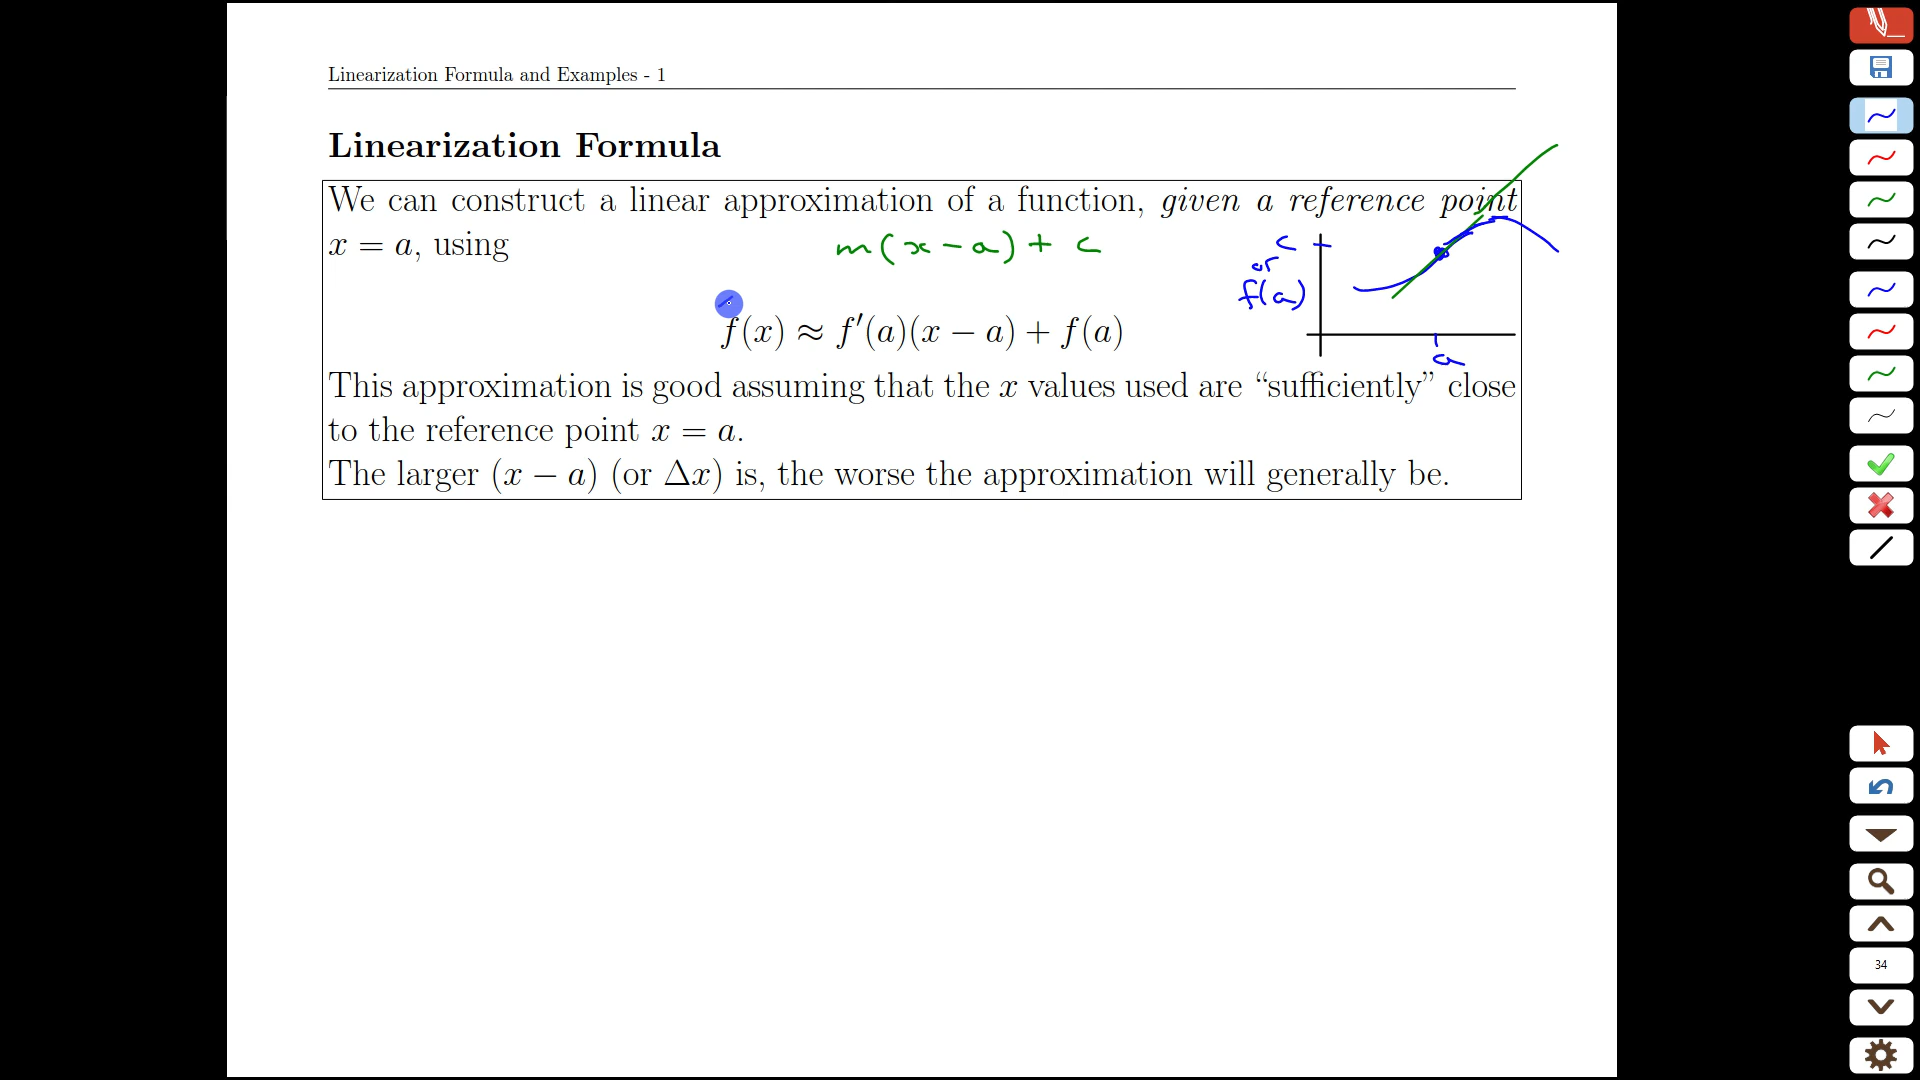 Linearization Formula and Examples - 1
Linearization Formula
We can construct a linear approximation of a function, given a reference point
x = a, using
m(x - a) + c
c
or
f(a)
f(x) ≈ f′(a)(x − a) + f(a)
a
This approximation is good assuming that the x values used are “sufficiently” close
to the reference point x = a.
The larger (x − a) (or Δx) is, the worse the approximation will generally be.
34